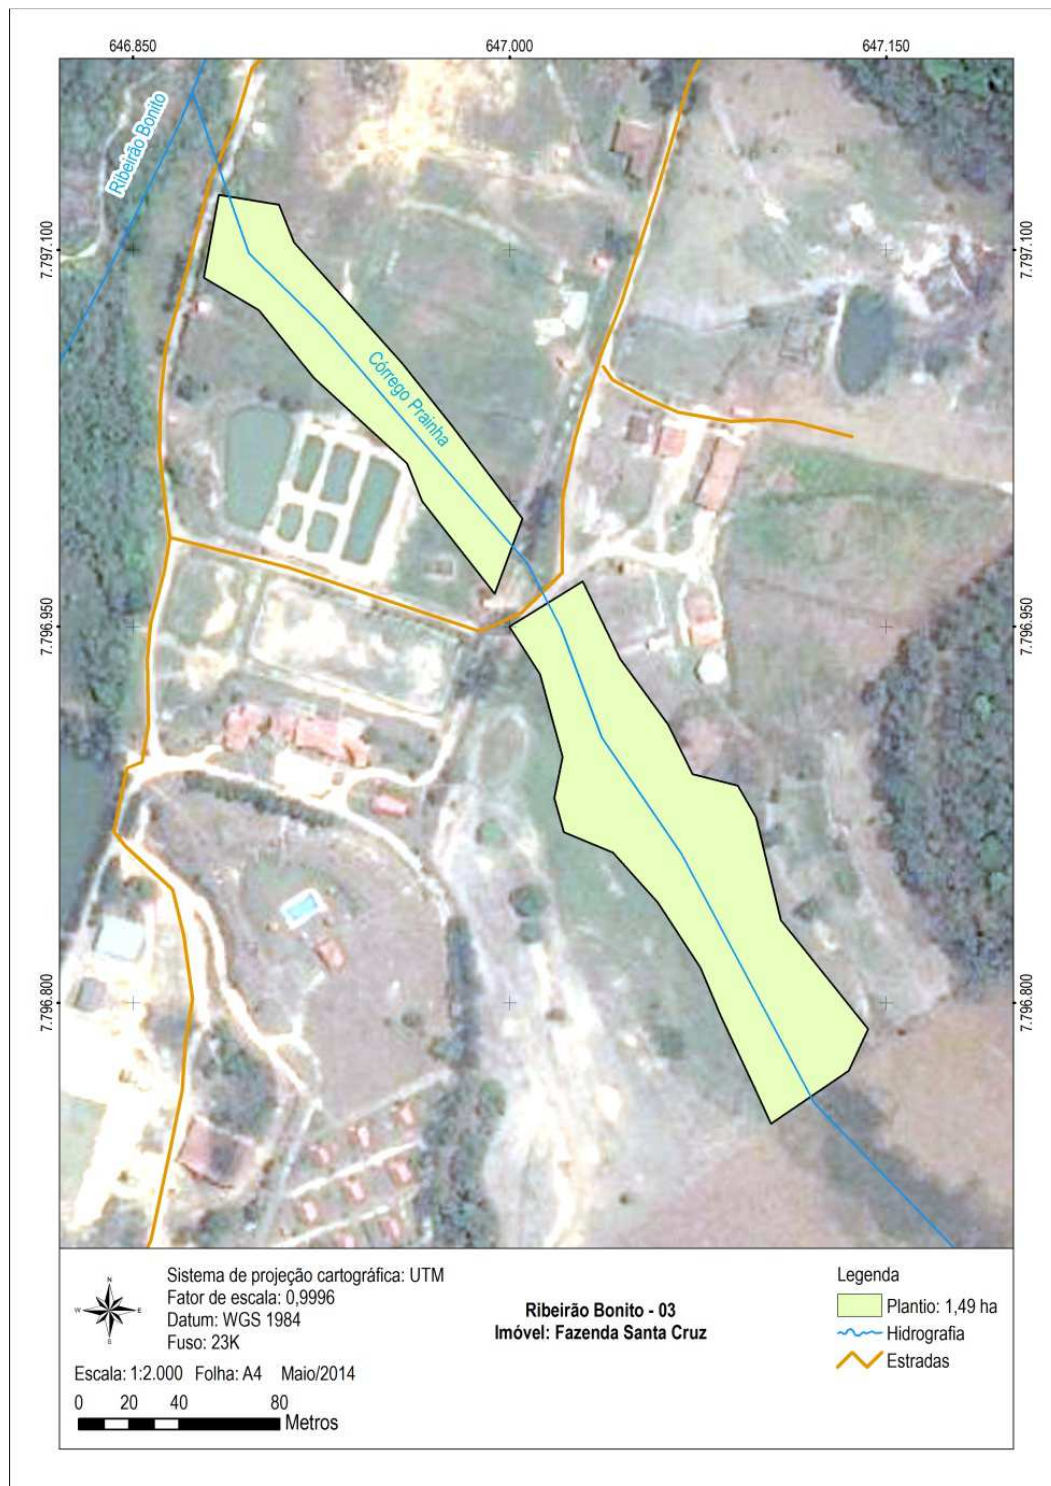 646.850 647.000 647.150
Ribeirão Bonito
7.797.100 7.797.100
Córrego Prainha
7.796.950 7.796.950
7.796.800 7.796.800
N
W E
S
Sistema de projeção cartográfica: UTM
Fator de escala: 0,9996
Datum: WGS 1984
Fuso: 23K
Escala: 1:2.000 Folha: A4 Maio/2014
0 20 40 80
Metros
Ribeirão Bonito - 03
Imóvel: Fazenda Santa Cruz
Legenda
Plantio: 1,49 ha
Hidrografia
Estradas